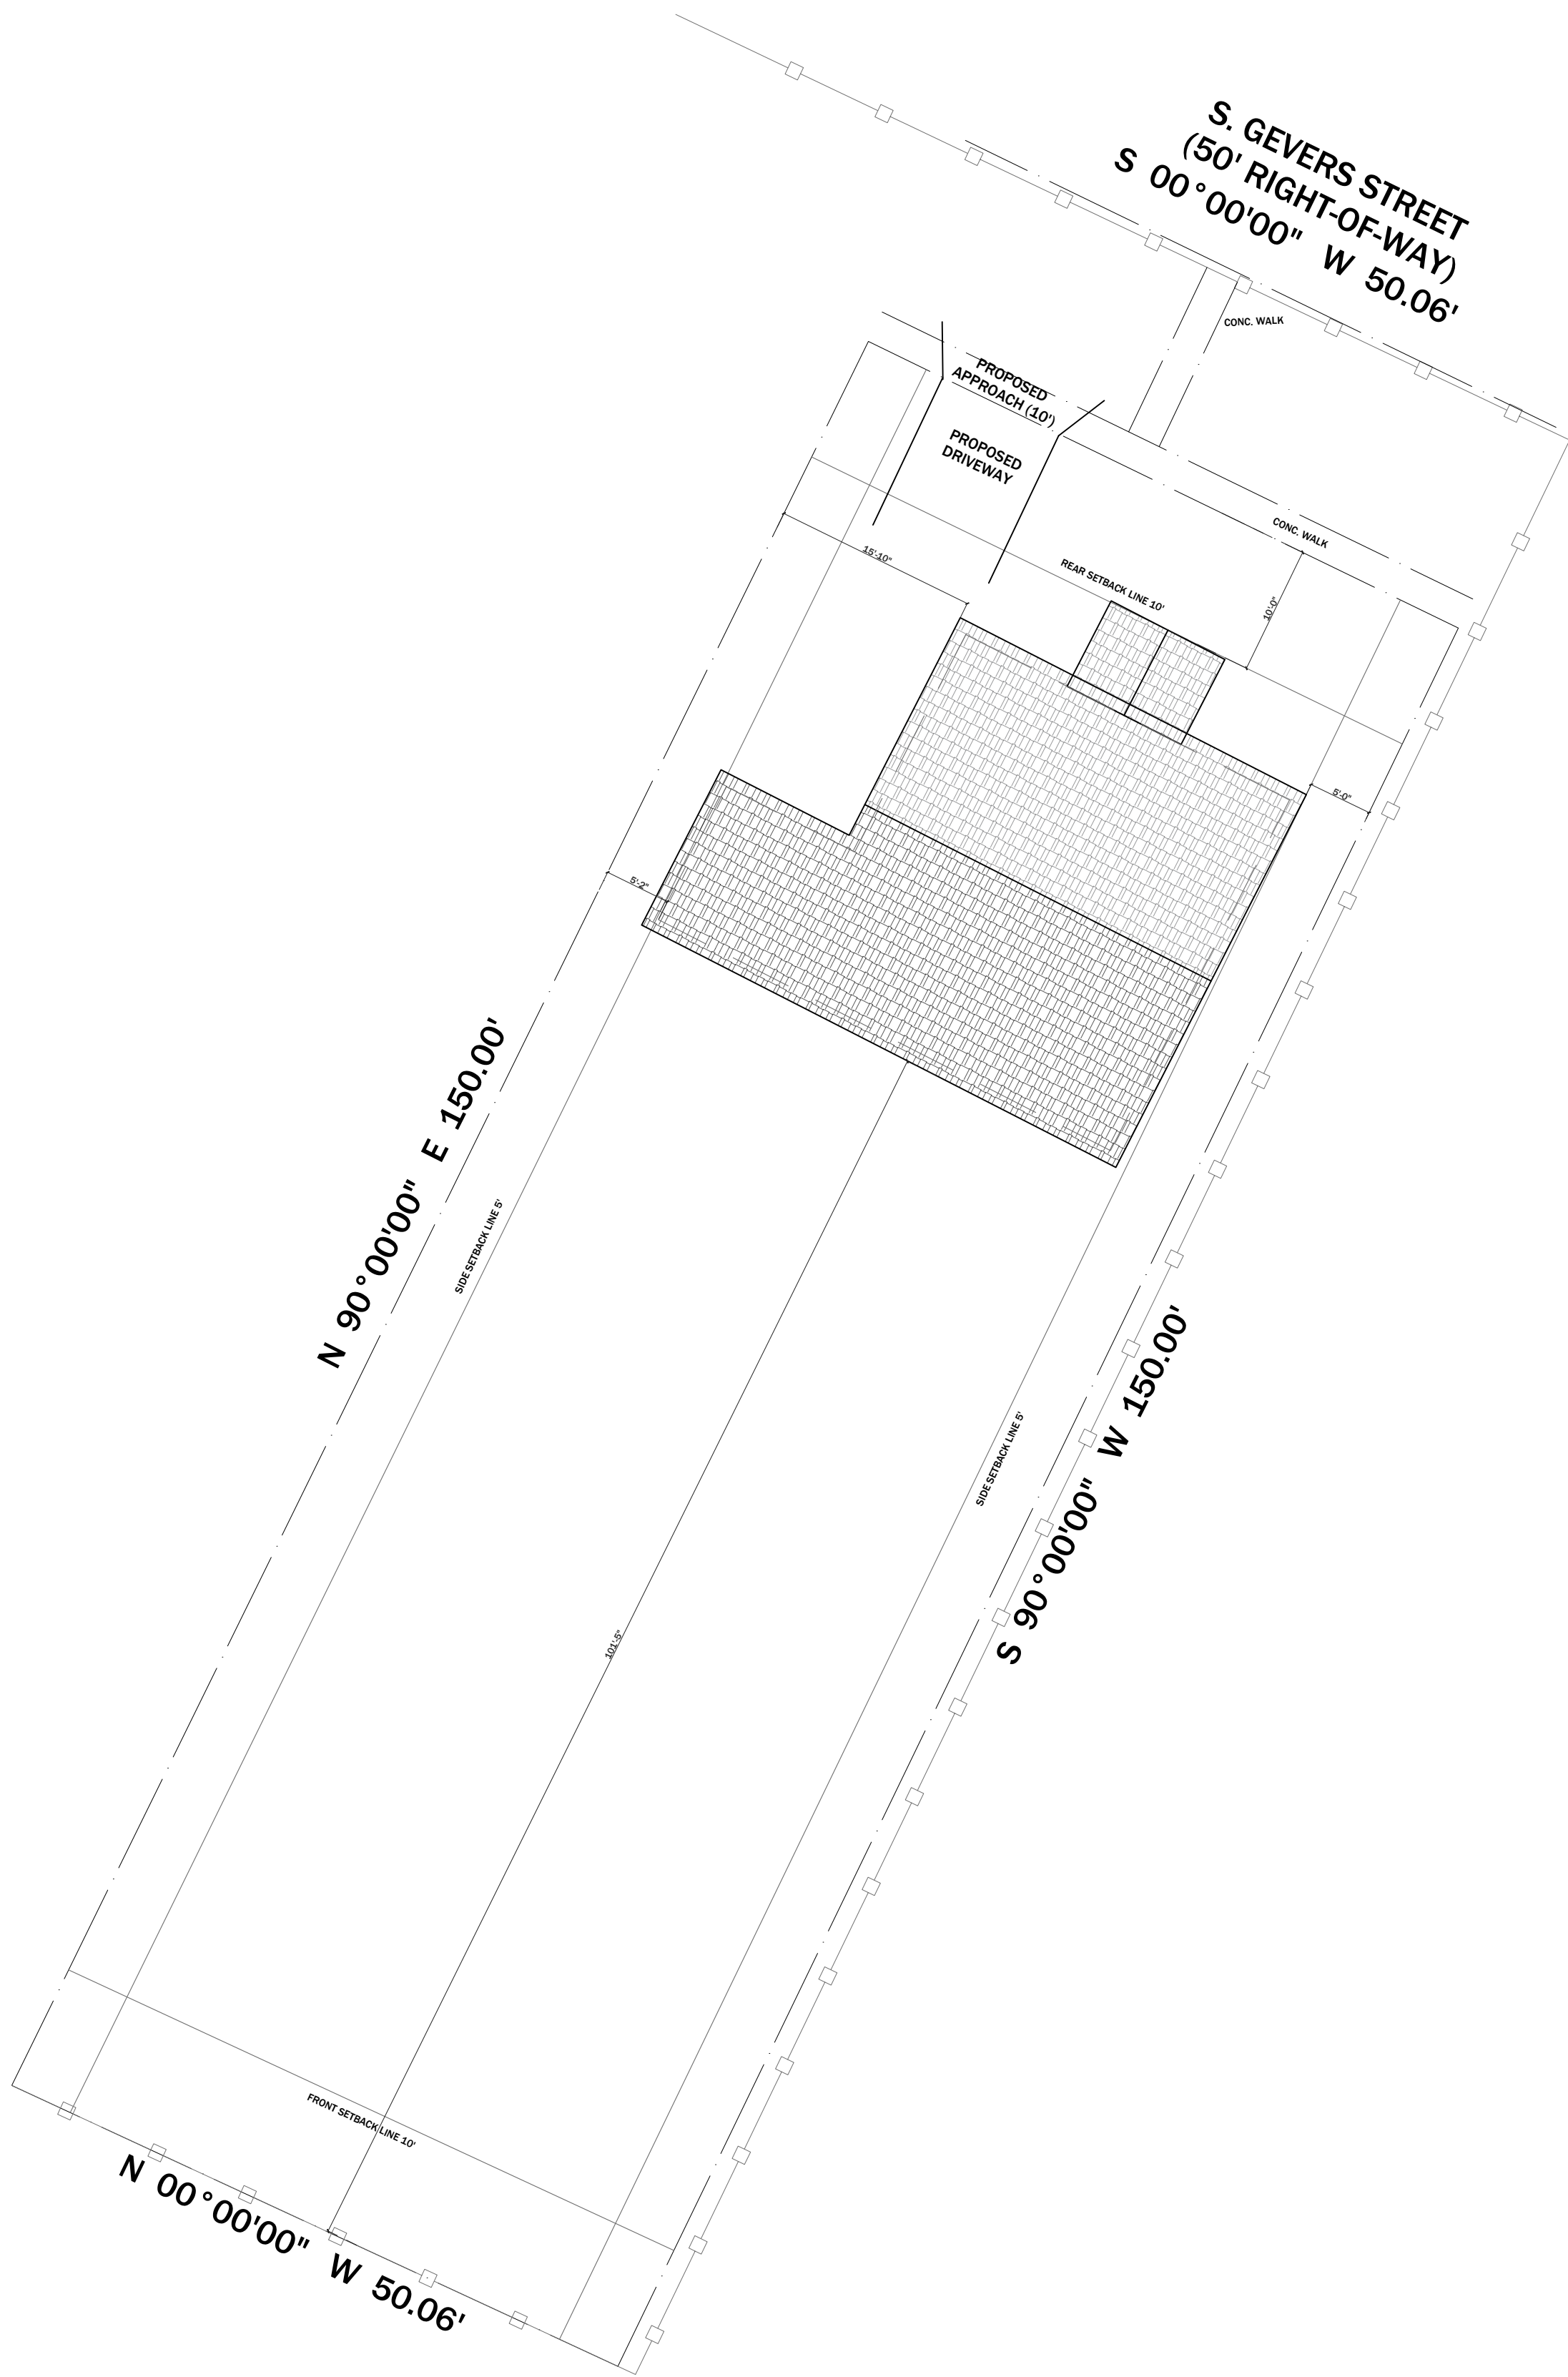 S. GEVERS STREET
(50' RIGHT-OF-WAY)
S 00°00'00" W 50.06'
CONC. WALK
PROPOSED
APPROACH (10')
PROPOSED
DRIVEWAY
CONC. WALK
15'-10"
REAR SETBACK LINE 10'
10'-0"
5'-0"
5'-2"
N 90°00'00" E 150.00'
SIDE SETBACK LINE 5'
S 90°00'00" W 150.00'
SIDE SETBACK LINE 5'
101'-5"
FRONT SETBACK LINE 10'
N 00°00'00" W 50.06'